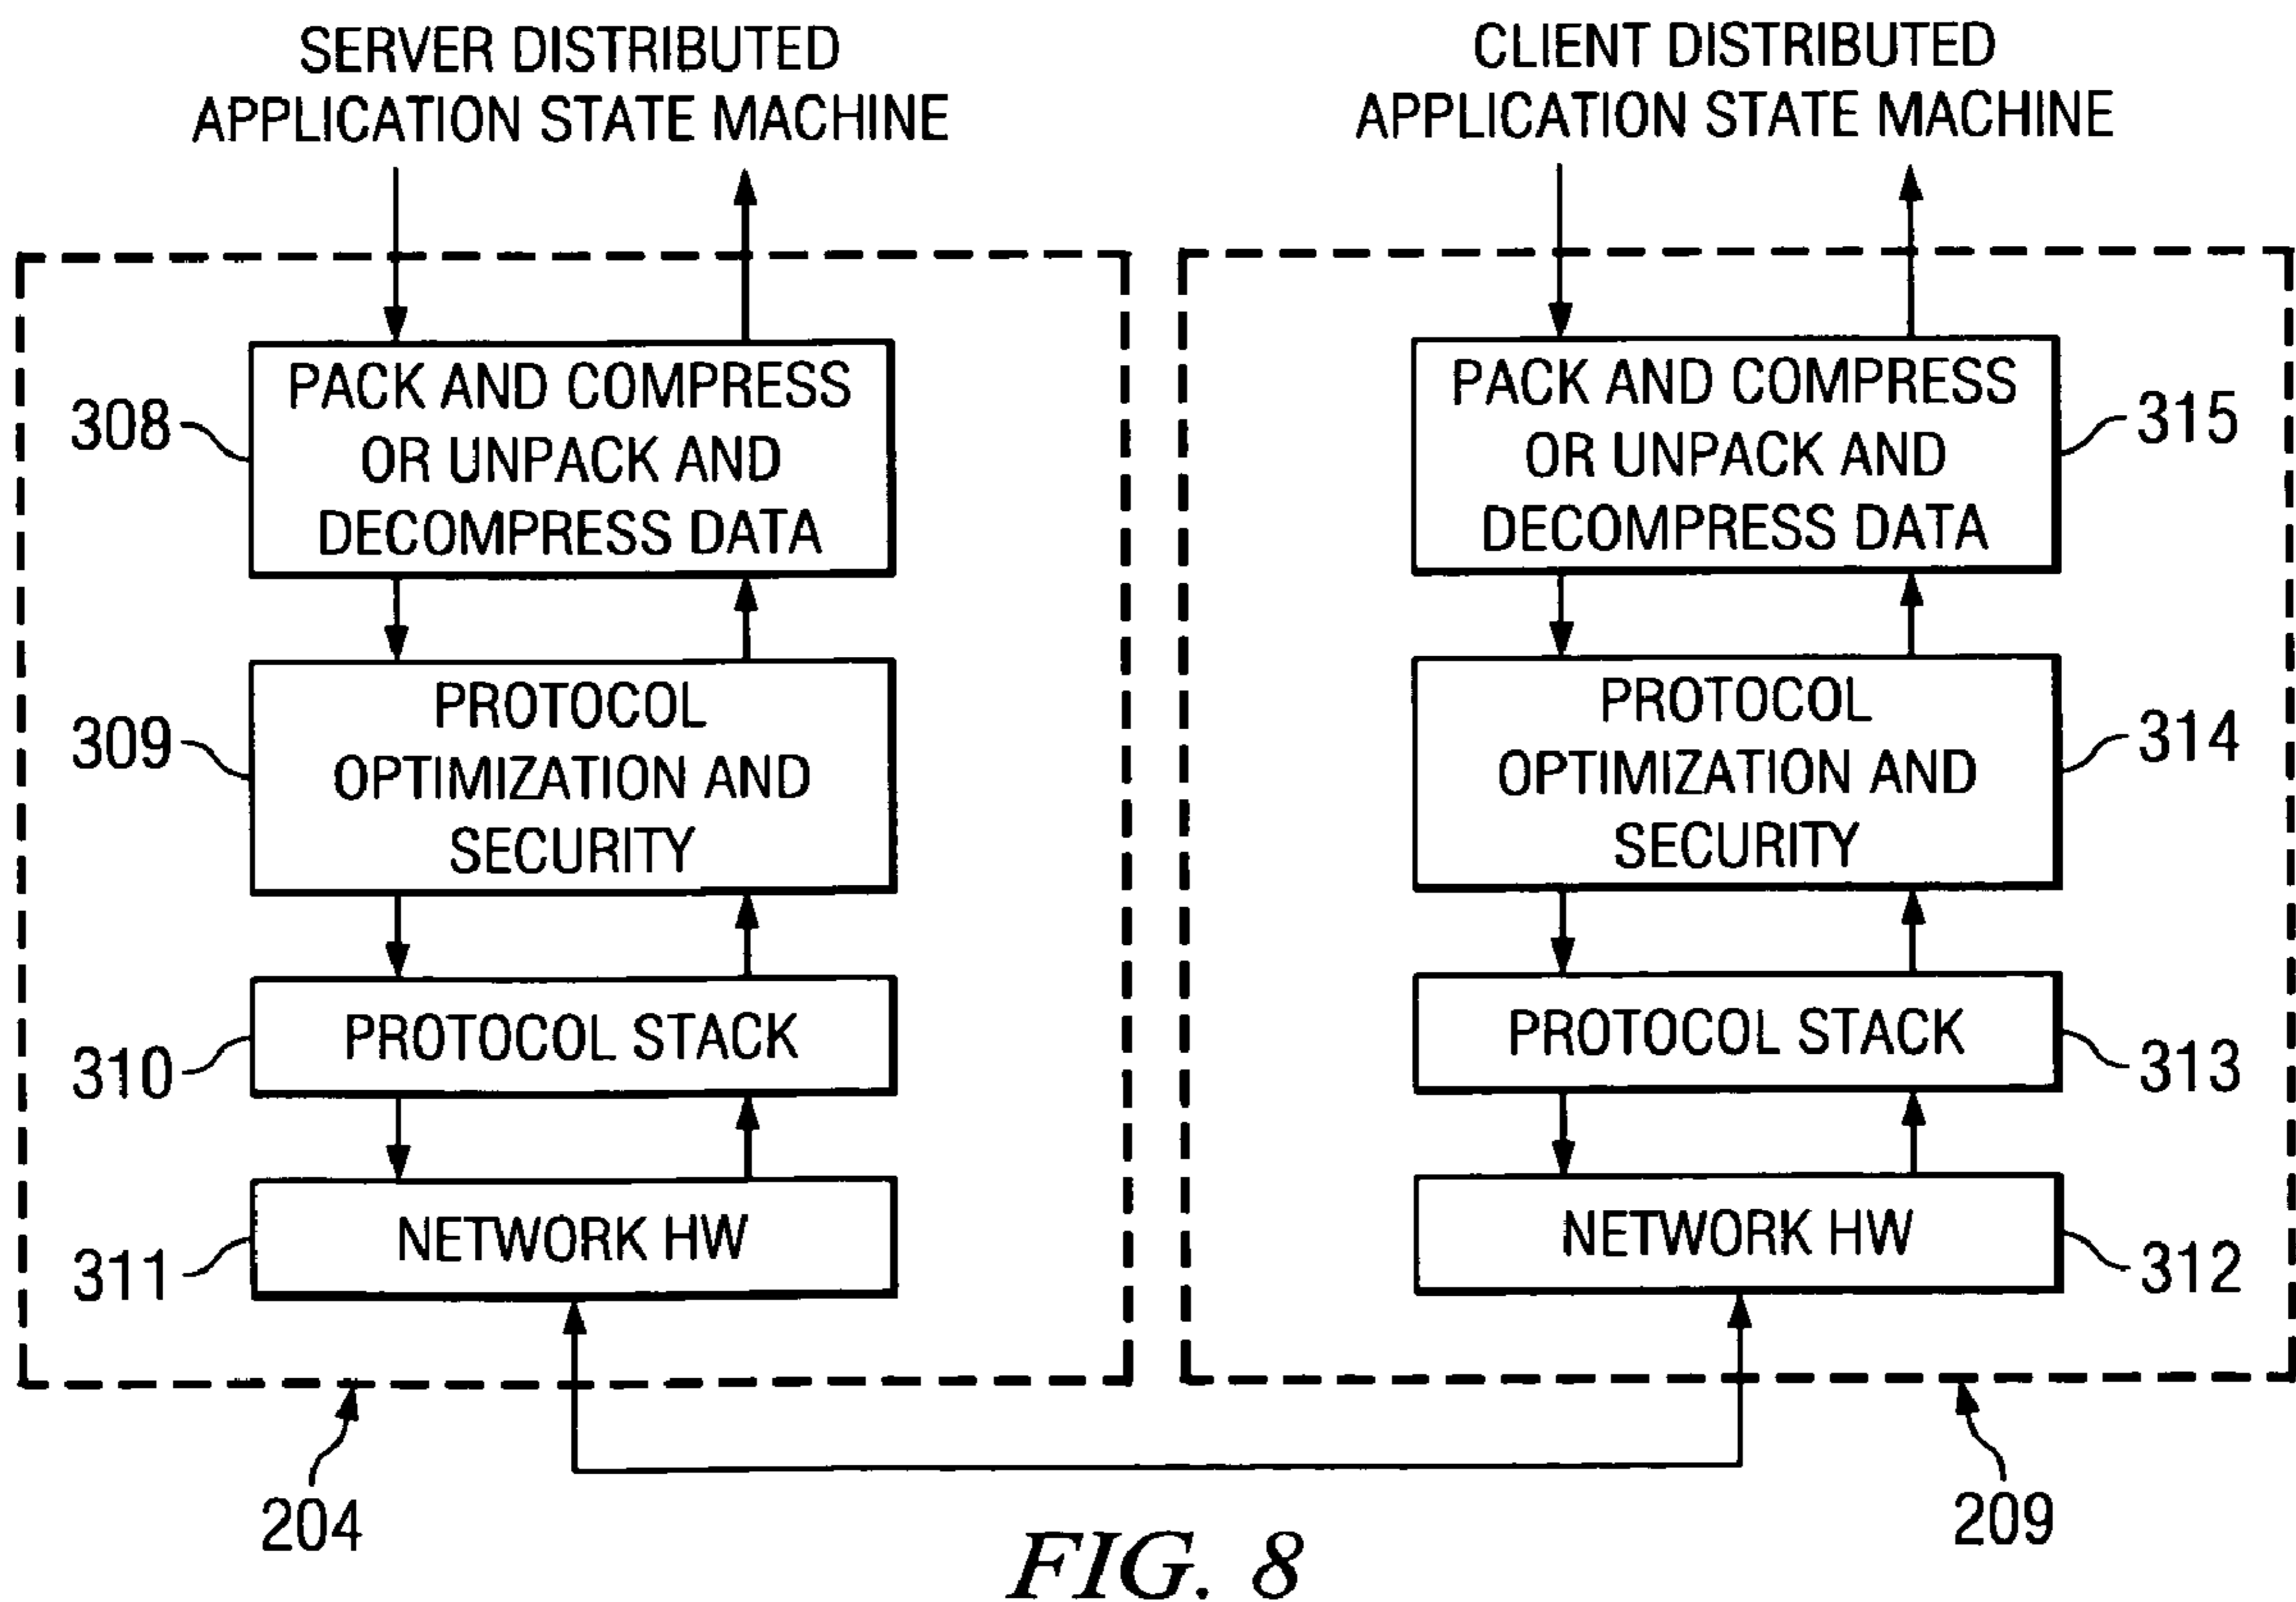 SERVER DISTRIBUTED
APPLICATION STATE MACHINE
CLIENT DISTRIBUTED
APPLICATION STATE MACHINE
308
PACK AND COMPRESS
OR UNPACK AND
DECOMPRESS DATA
309
PROTOCOL
OPTIMIZATION AND
SECURITY
310
PROTOCOL STACK
311
NETWORK HW
204
PACK AND COMPRESS
OR UNPACK AND
DECOMPRESS DATA
315
PROTOCOL
OPTIMIZATION AND
SECURITY
314
PROTOCOL STACK
313
NETWORK HW
312
209
FIG. 8